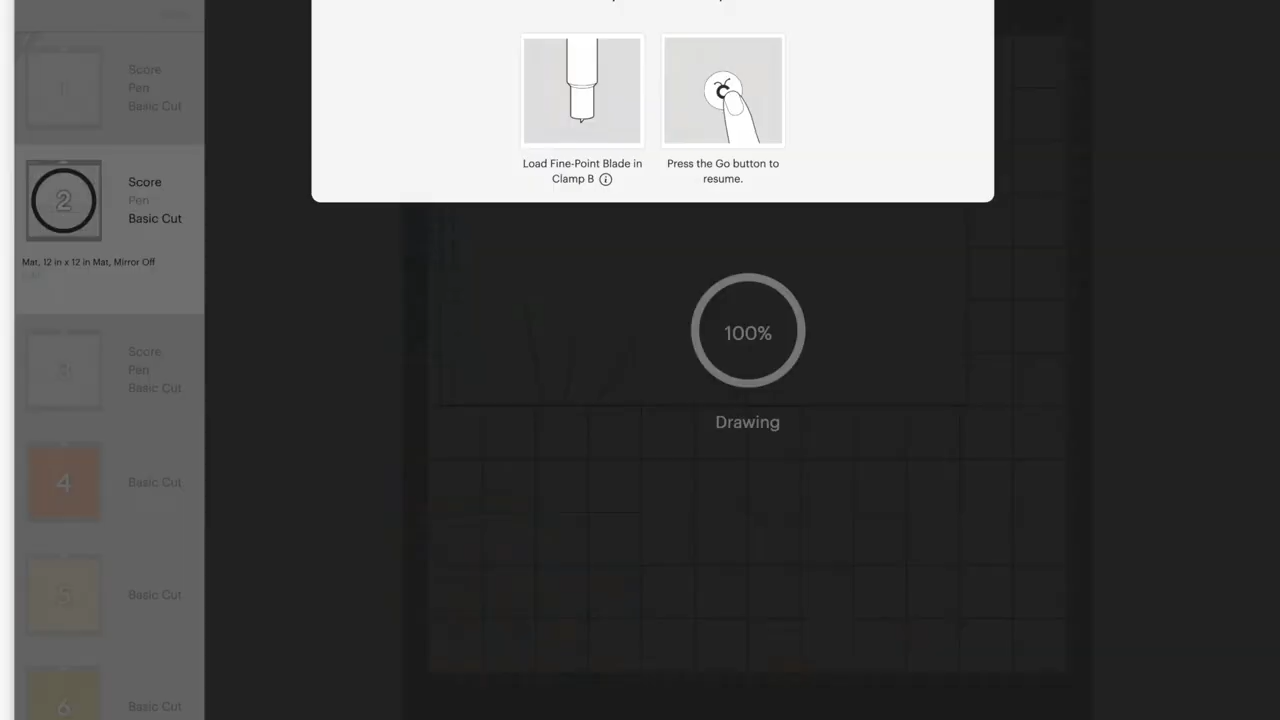 1
Score
Pen
Basic Cut
2
Score
Pen
Basic Cut
Mat, 12 in x 12 in Mat, Mirror Off
3
Score
Pen
Basic Cut
4
Basic Cut
5
Basic Cut
6
Basic Cut
Load Fine-Point Blade in
Clamp B
Press the Go button to
resume.
100%
Drawing